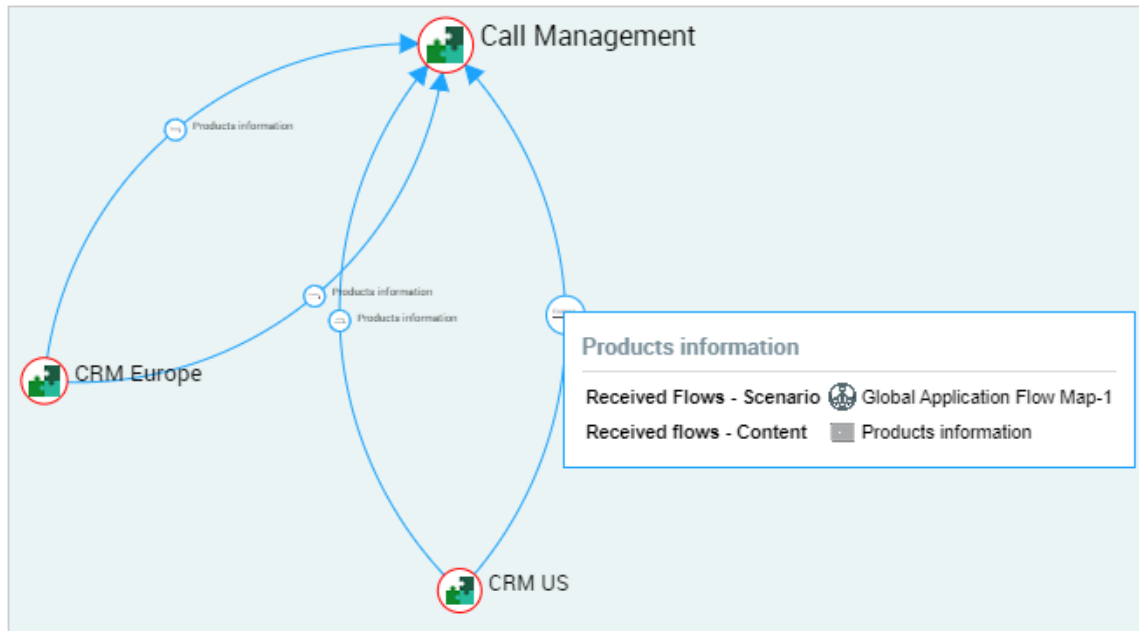 Call Management
Products information
Products information
Products information
CRM Europe
Products information
Received Flows - Scenario Global Application Flow Map-1
Received flows - Content Products information
CRM US